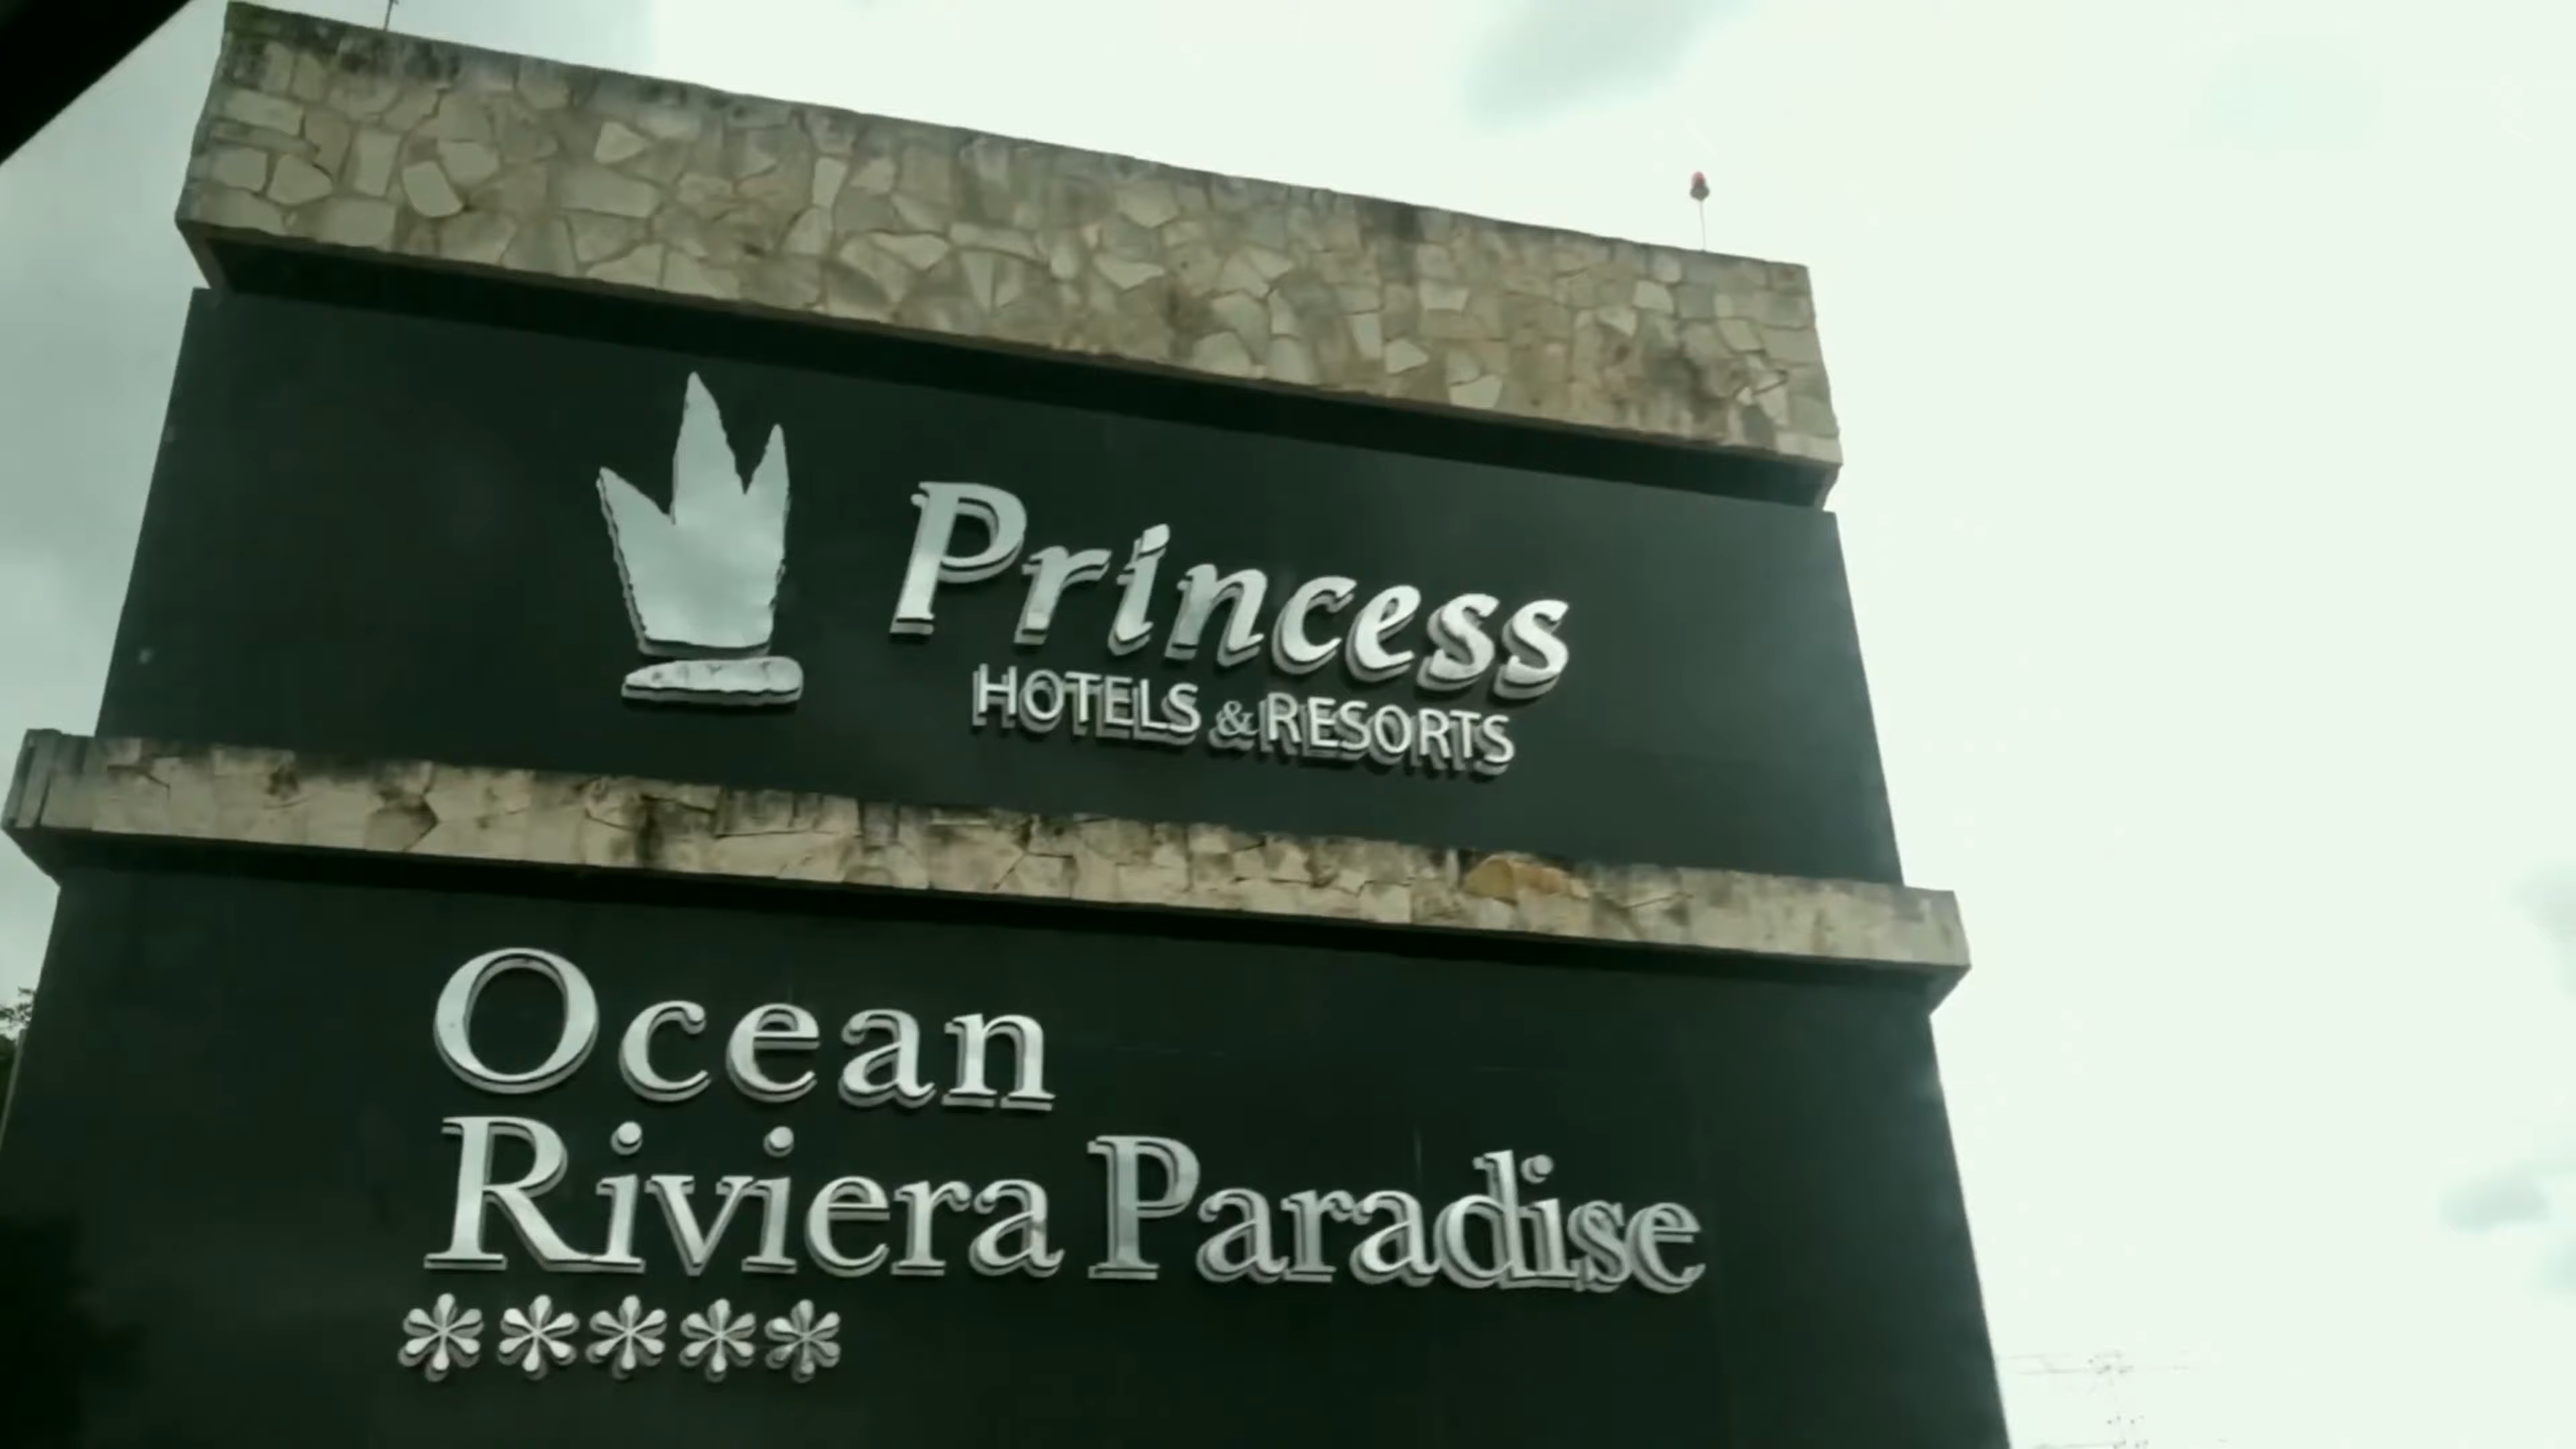 Princess
HOTELS & RESORTS
Ocean
Riviera Paradise
*****